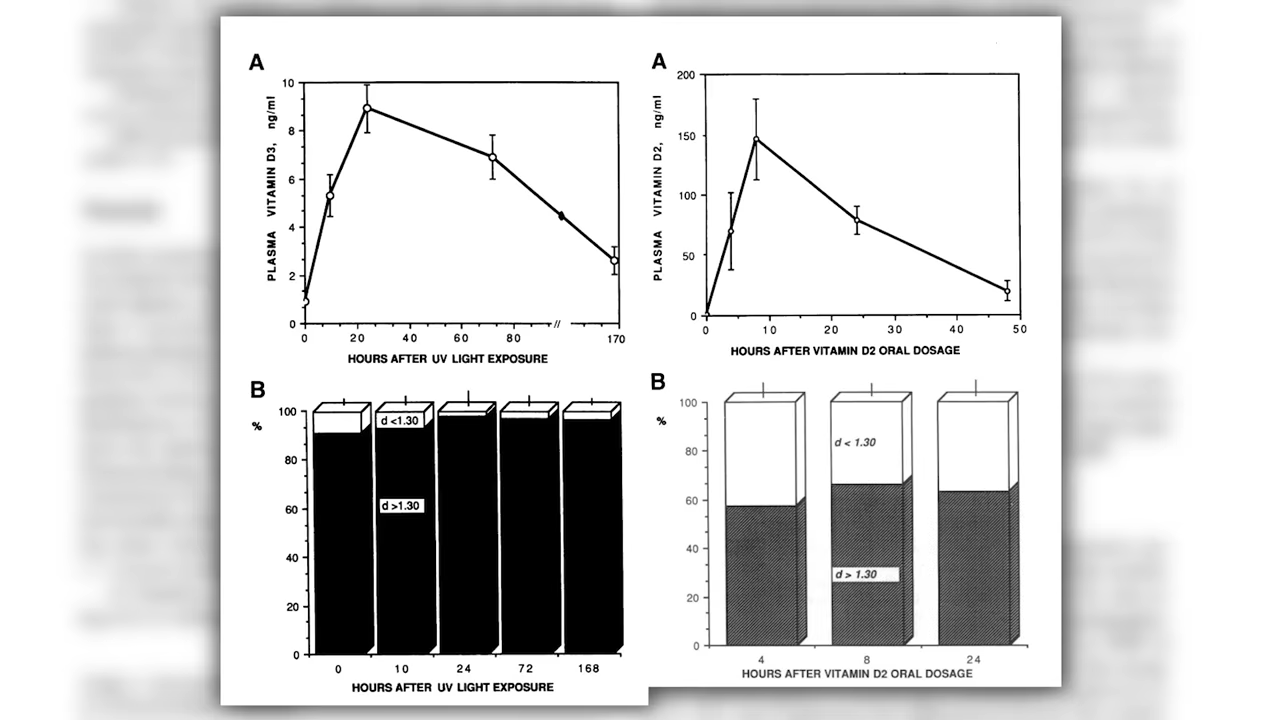 A
10
8
6
4
2
0
PLASMA VITAMIN D3, ng/ml
0 20 40 60 80 // 170
HOURS AFTER UV LIGHT EXPOSURE
B
%
100
80
60
40
20
0
d <1.30
d >1.30
0 10 24 72 168
HOURS AFTER UV LIGHT EXPOSURE
A
200
150
100
50
0
PLASMA VITAMIN D2, ng/ml
0 10 20 30 40 50
HOURS AFTER VITAMIN D2 ORAL DOSAGE
B
%
100
80
60
40
20
0
d < 1.30
d > 1.30
4 8 24
HOURS AFTER VITAMIN D2 ORAL DOSAGE